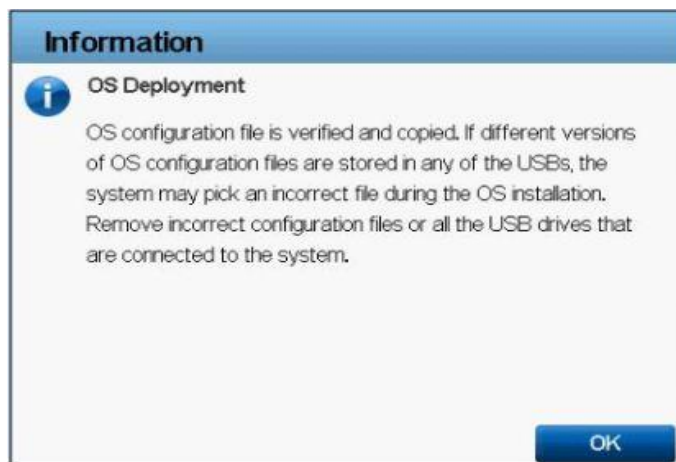 Information
OS Deployment
OS configuration file is verified and copied. If different versions
of OS configuration files are stored in any of the USBs, the
system may pick an incorrect file during the OS installation.
Remove incorrect configuration files or all the USB drives that
are connected to the system.
OK